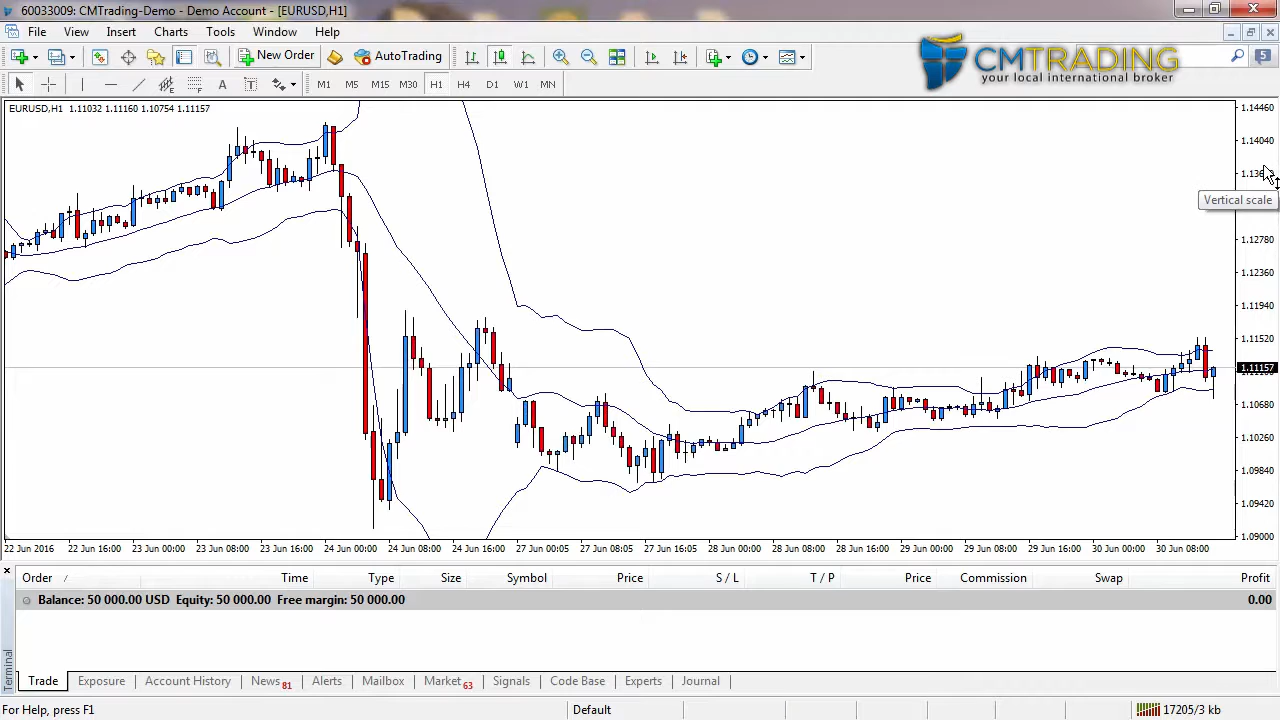 60033009: CMTrading-Demo - Demo Account - [EURUSD,H1]
File View Insert Charts Tools Window Help
New Order AutoTrading
CMTRADING
your local international broker
5
A T M1 M5 M15 M30 H1 H4 D1 W1 MN
EURUSD,H1 1.11032 1.11160 1.10754 1.11157
1.14460
1.14040
Vertical scale
1.12780
1.12360
1.11940
1.11520
1.11157
1.10680
1.10260
1.09840
1.09420
1.09000
22 Jun 2016 22 Jun 16:00 23 Jun 00:00 23 Jun 08:00 23 Jun 16:00 24 Jun 00:00 24 Jun 08:00 24 Jun 16:00 27 Jun 00:05 27 Jun 08:05 27 Jun 16:05 28 Jun 00:00 28 Jun 08:00 28 Jun 16:00 29 Jun 00:00 29 Jun 08:00 29 Jun 16:00 30 Jun 00:00 30 Jun 08:00
Order / Time Type Size Symbol Price S / L T / P Price Commission Swap Profit
Balance: 50 000.00 USD Equity: 50 000.00 Free margin: 50 000.00 0.00
Terminal
Trade Exposure Account History News 81 Alerts Mailbox Market 63 Signals Code Base Experts Journal
For Help, press F1 Default 17205/3 kb